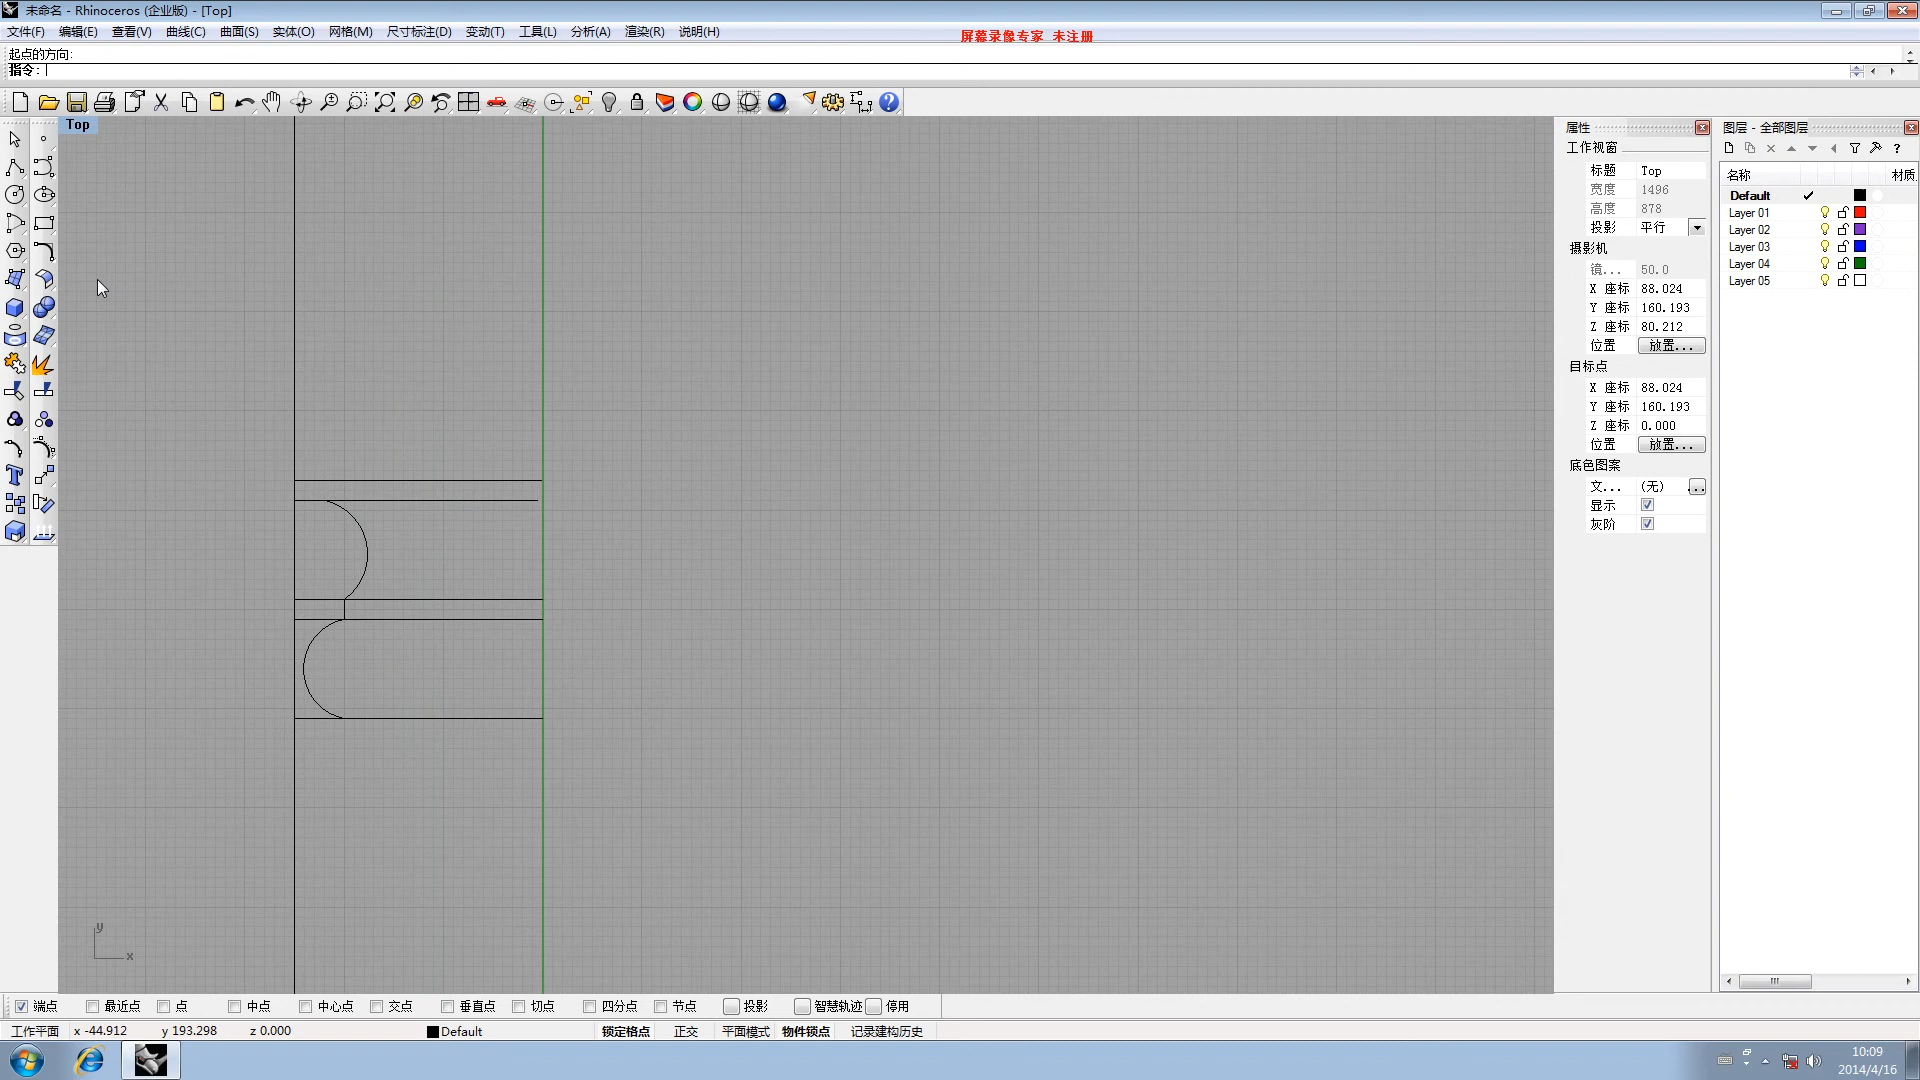 未命名 - Rhinoceros (企业版) - [Top]
文件(F) 编辑(E) 查看(V) 曲线(C) 曲面(S) 实体(O) 网格(M) 尺寸标注(D) 变动(T) 工具(L) 分析(A) 渲染(R) 说明(H)
屏幕录像专家 未注册
起点的方向:
指令:
Top
属性
工作视窗
标题 Top
宽度 1496
高度 878
投影 平行
摄影机
镜... 50.0
X 座标 88.024
Y 座标 160.193
Z 座标 80.212
位置 放置...
目标点
X 座标 88.024
Y 座标 160.193
Z 座标 0.000
位置 放置...
底色图案
文... (无) ...
显示
灰阶
图层 - 全部图层
名称 材质
Default
Layer 01
Layer 02
Layer 03
Layer 04
Layer 05
y
x
端点 最近点 点 中点 中心点 交点 垂直点 切点 四分点 节点 投影 智慧轨迹 停用
工作平面 x -44.912 y 193.298 z 0.000 Default 锁定格点 正交 平面模式 物件锁点 记录建构历史
10:09
2014/4/16